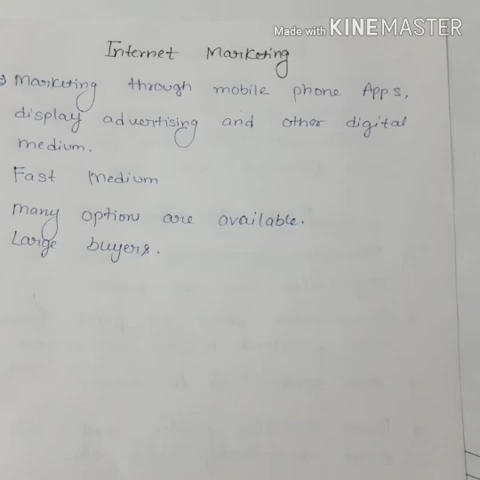 Made with KINEMASTER
Internet Marketing
Marketing through mobile phone Apps,
display advertising and other digital
medium.
Fast Medium
Many option are available.
Large buyers.